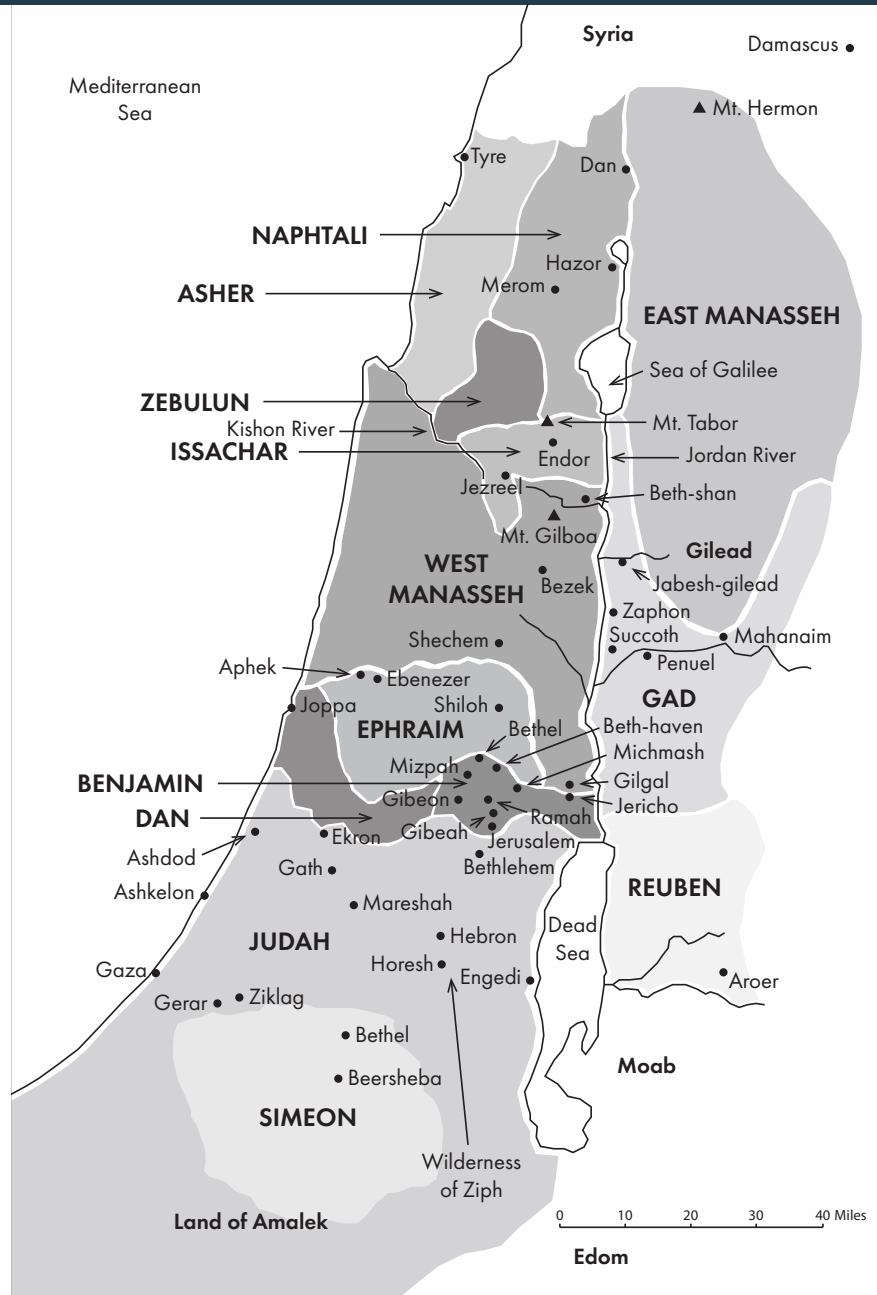 Syria
Damascus
Mediterranean
Sea
Mt. Hermon
Tyre
Dan
NAPHTALI
Hazor
Merom
ASHER
EAST MANASSEH
Sea of Galilee
ZEBULUN
Mt. Tabor
Kishon River
ISSACHAR
Endor
Jordan River
Jezreel
Beth-shan
Mt. Gilboa
Gilead
WEST
MANASSEH
Bezek
Jabesh-gilead
Zaphon
Succoth
Mahanaim
Shechem
Penuel
Aphek
Ebenezer
GAD
Joppa
Shiloh
EPHRAIM
Bethel
Beth-haven
Michmash
Mizpah
BENJAMIN
Gilgal
Gibeon
Jericho
DAN
Ramah
Ekron
Gibeah
Jerusalem
Ashdod
Bethlehem
Gath
REUBEN
Ashkelon
Mareshah
Dead
Sea
JUDAH
Hebron
Horesh
Gaza
Engedi
Aroer
Gerar
Ziklag
Bethel
Moab
Beersheba
SIMEON
Wilderness
of Ziph
Land of Amalek
0 10 20 30 40 Miles
Edom